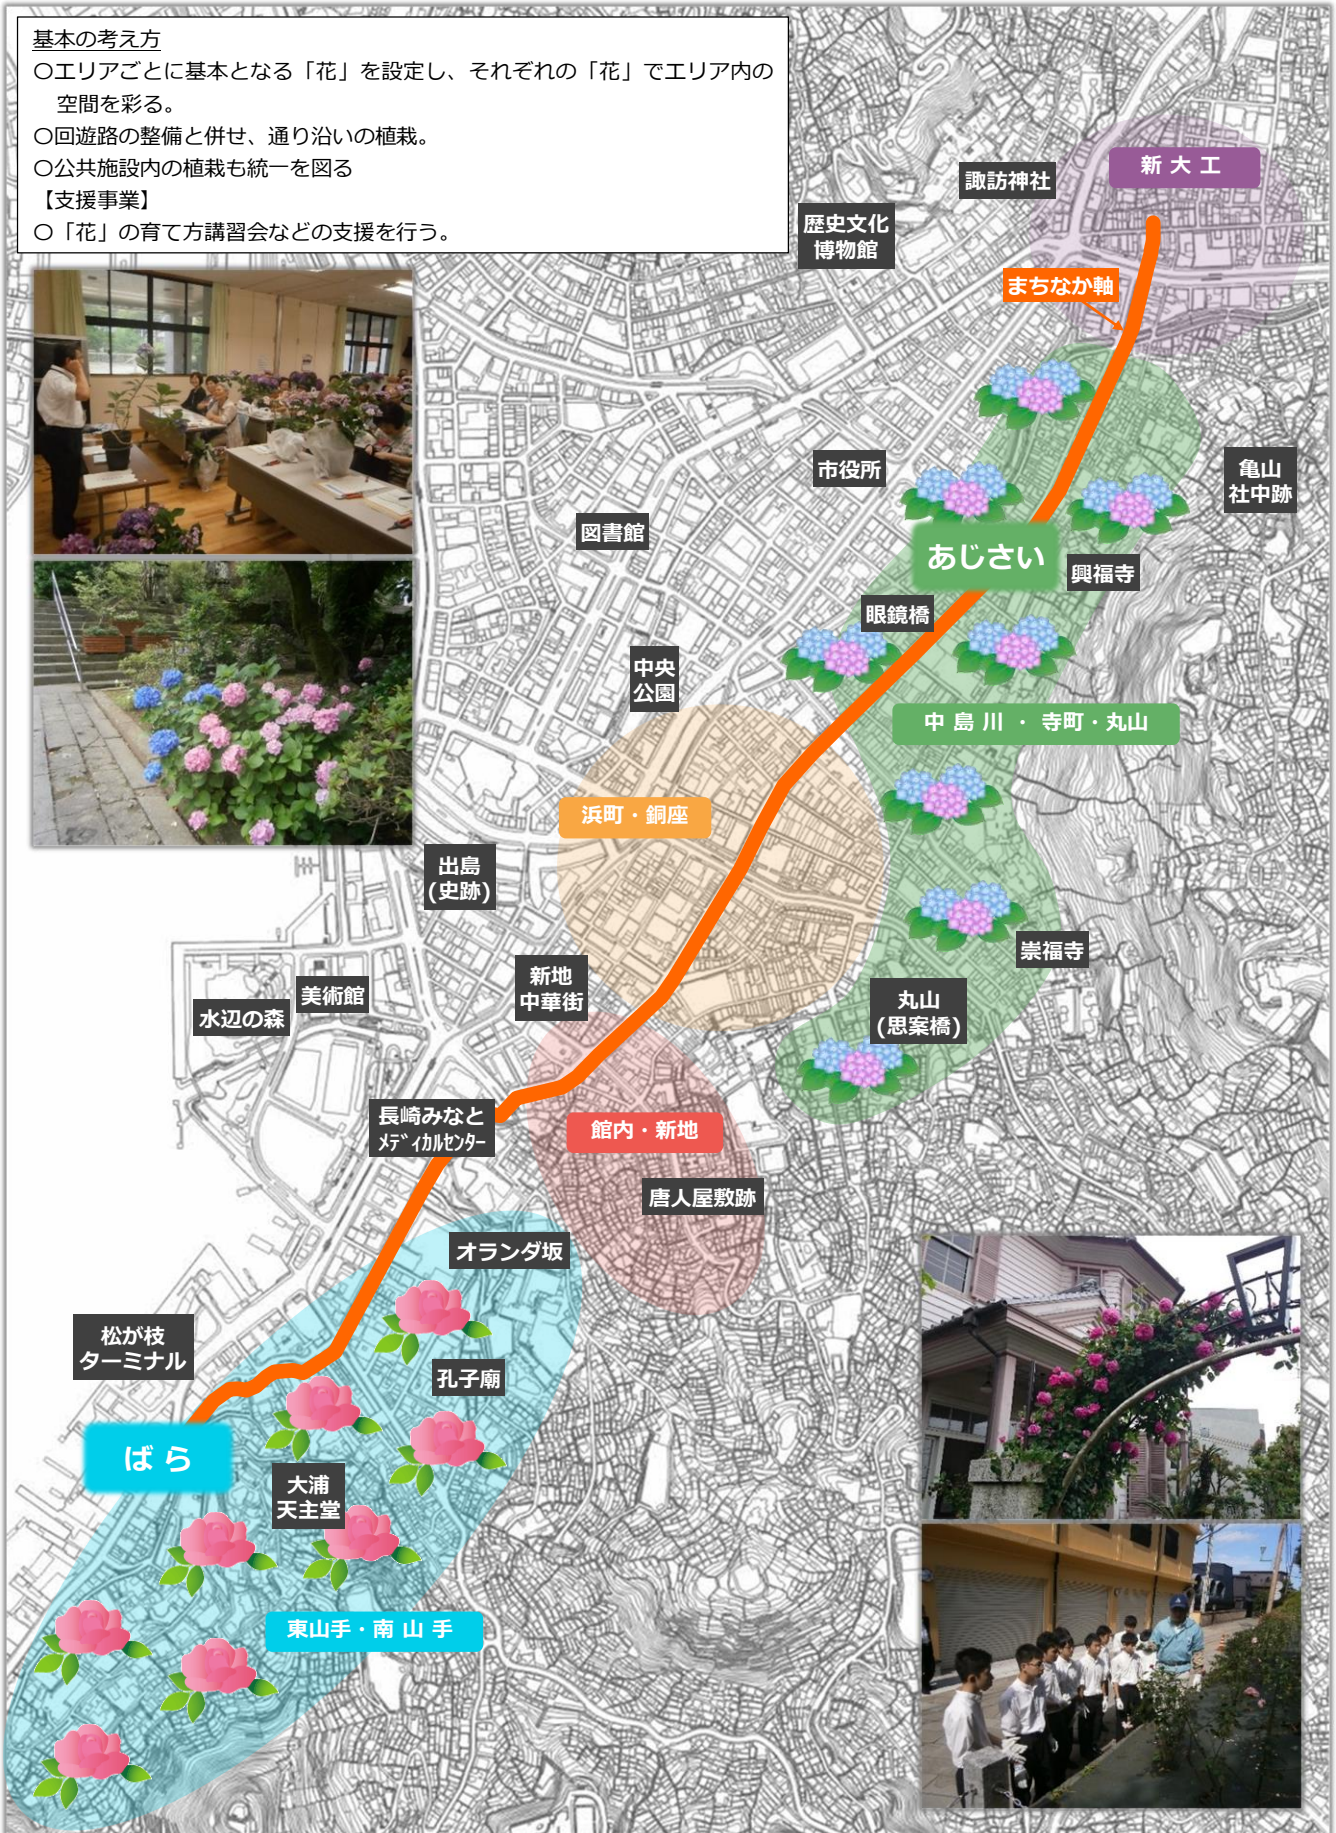 基本の考え方
〇エリアごとに基本となる「花」を設定し、それぞれの「花」でエリア内の
空間を彩る。
〇回遊路の整備と併せ、通り沿いの植栽。
〇公共施設内の植栽も統一を図る
【支援事業】
〇「花」の育て方講習会などの支援を行う。
新大工
諏訪神社
歴史文化
博物館
まちなか軸
市役所
亀山
社中跡
図書館
あじさい
興福寺
眼鏡橋
中央
公園
中島川・寺町・丸山
浜町・銅座
出島
(史跡)
崇福寺
新地
中華街
美術館
水辺の森
丸山
(思案橋)
長崎みなと
ﾒﾃﾞｨｶﾙｾﾝﾀｰ
館内・新地
唐人屋敷跡
オランダ坂
松が枝
ターミナル
孔子廟
ばら
大浦
天主堂
東山手・南山手